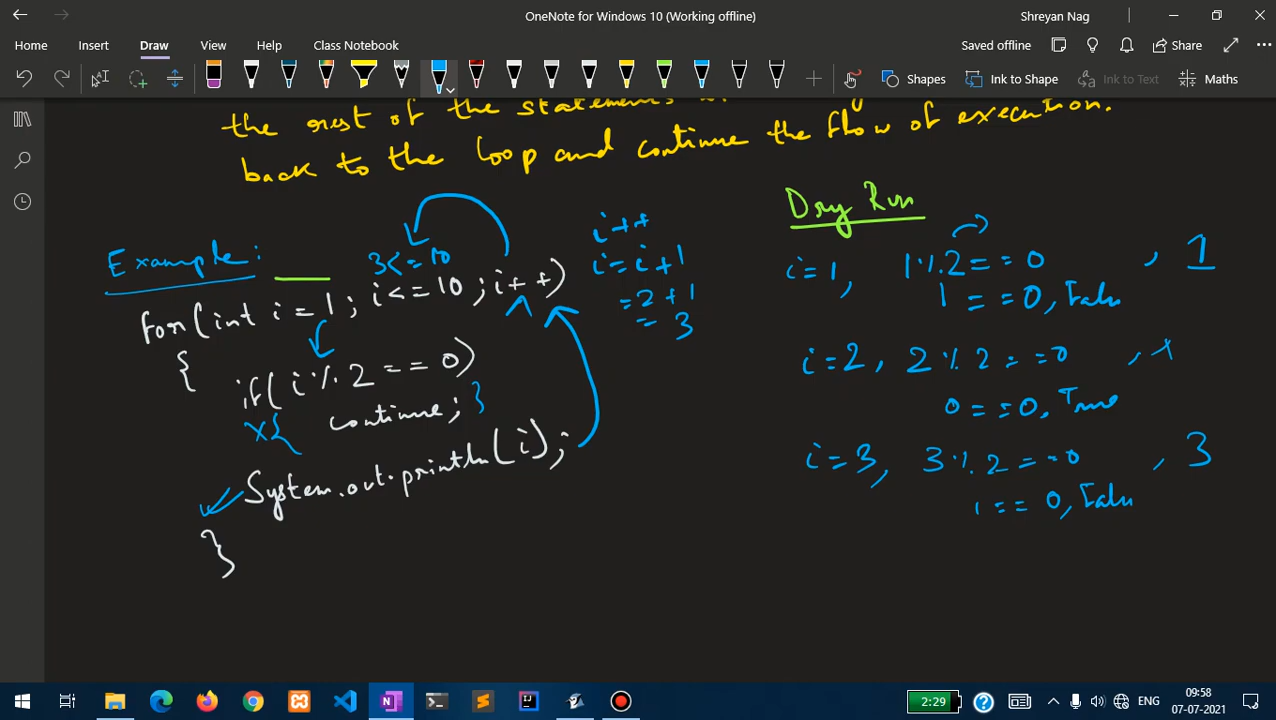 OneNote for Windows 10 (Working offline)
Shreyan Nag
Home Insert Draw View Help Class Notebook
Saved offline Share
Shapes Ink to Shape Ink to Text Maths
the rest of the statements
back to the loop and continue the flow of execution.
Dry Run
Example:
3<=10
i++
i=i+1
=2+1
=3
for(int i=1; i<=10; i++)
{
if(i%2==0)
{ continue; }
System.out.println(i);
}
i=1, 1%2==0, 1
1==0, False
i=2, 2%2==0, x
0==0, True
i=3, 3%2==0, 3
1==0, False
2:29
ENG
09:58
07-07-2021